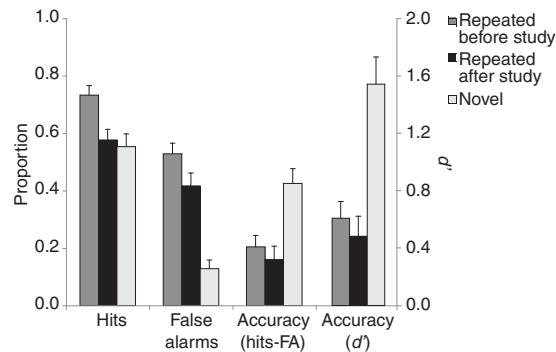 1.0
0.8
0.6
0.4
0.2
0.0
Proportion
2.0
1.6
1.2
0.8
0.4
0.0
d'
Repeated
before study
Repeated
after study
Novel
Hits
False
alarms
Accuracy
(hits-FA)
Accuracy
(d')